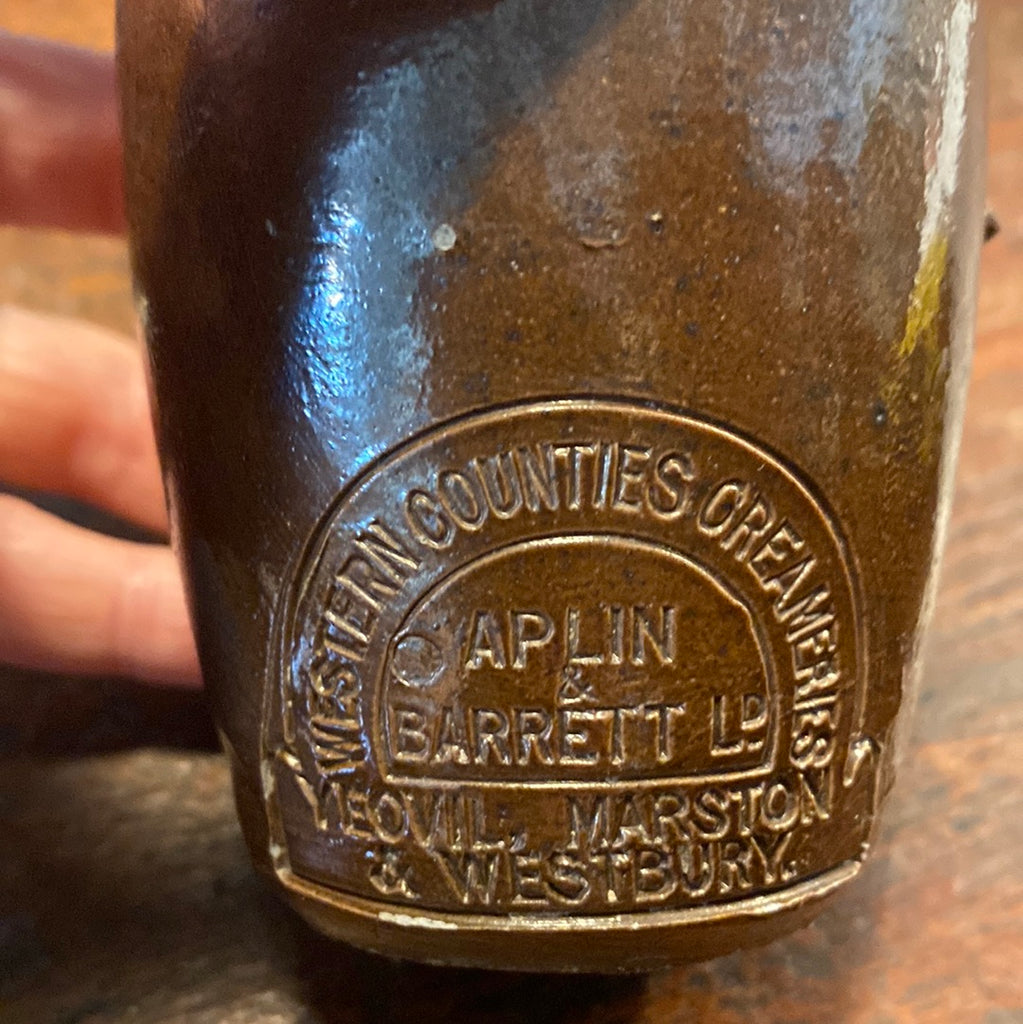 WESTERN COUNTIES CREAMERIES
APLIN
&
BARRETT LD.
YEOVIL, MARSTON
& WESTBURY.